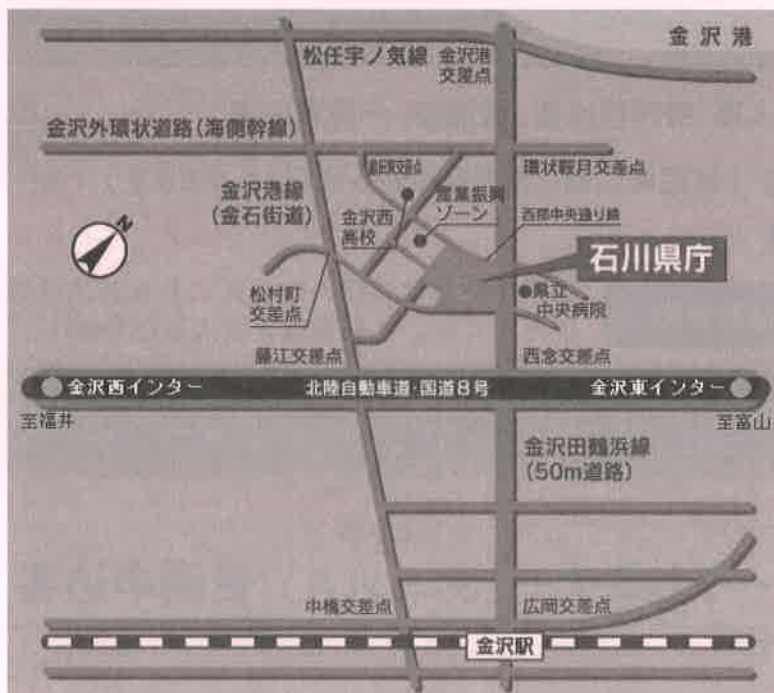 金沢港
松任宇ノ気線
金沢港
交差点
金沢外環状道路(海側幹線)
環状鞍月交差点
金沢港線
(金石街道)
金沢西
高校
産業振興
ゾーン
西部中央通り線
N
石川県庁
松村町
交差点
●県立
中央病院
藤江交差点
西念交差点
金沢西インター
北陸自動車道・国道8号
金沢東インター
至福井
至富山
金沢田鶴浜線
(50m道路)
中橋交差点
広岡交差点
金沢駅